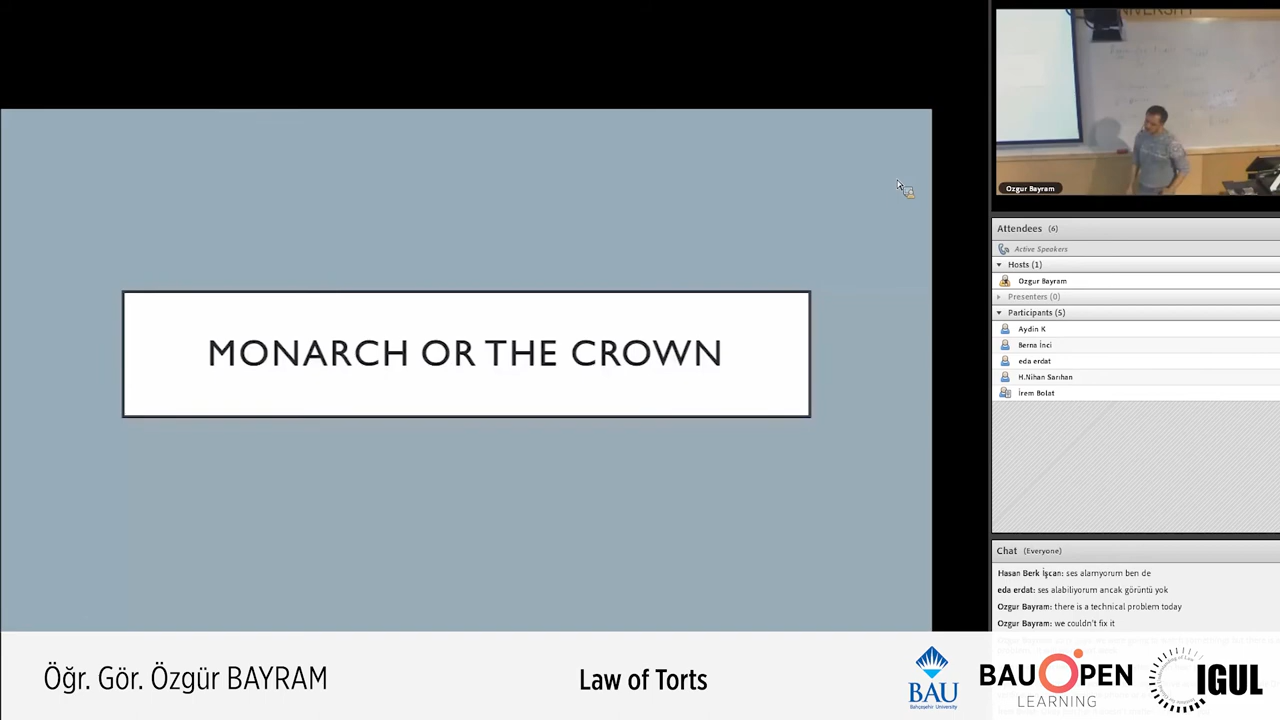 MONARCH OR THE CROWN
Ozgur Bayram
Attendees (6)
Active Speakers
Hosts (1)
Ozgur Bayram
Presenters (0)
Participants (5)
Aydin K
Berna İnci
eda erdat
H.Nihan Sarıhan
İrem Bolat
Chat (Everyone)
Hasan Berk İşcan: ses alamyorum ben de
eda erdat: ses alabiliyorum ancak görüntü yok
Ozgur Bayram: there is a technical problem today
Ozgur Bayram: we couldn't fix it
Öğr. Gör. Özgür BAYRAM
Law of Torts
BAU
Bahçeşehir University
BAU OPEN
LEARNING
IGUL